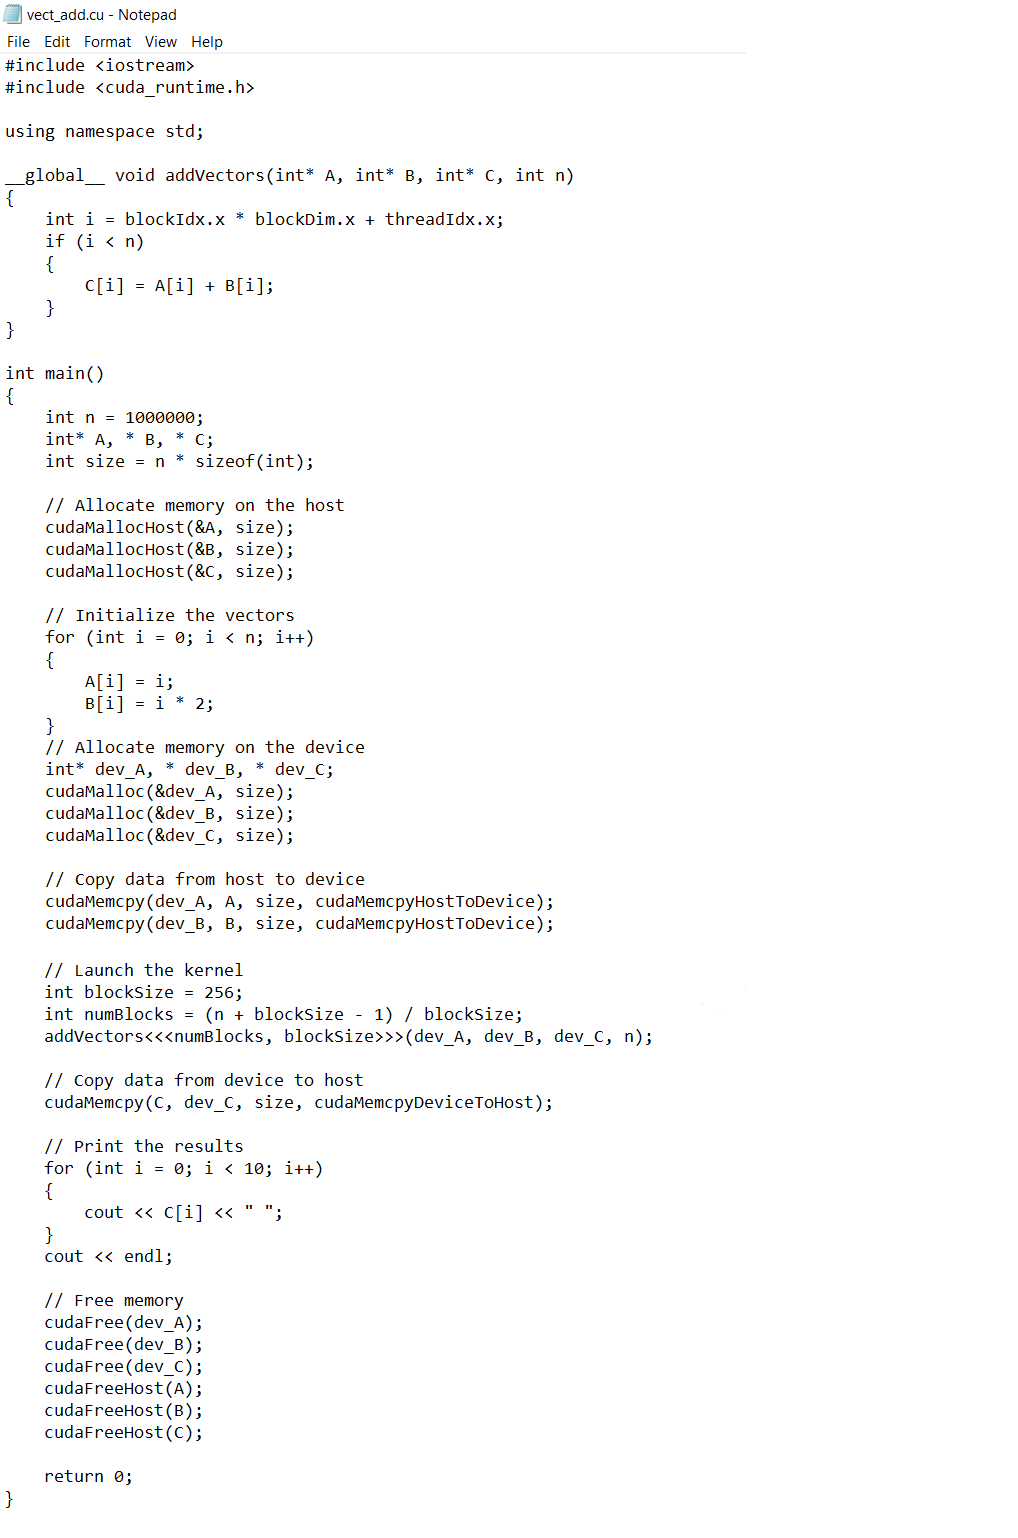 vect_add.cu - Notepad
File Edit Format View Help
#include <iostream>
#include <cuda_runtime.h>

using namespace std;

__global__ void addVectors(int* A, int* B, int* C, int n)
{
    int i = blockIdx.x * blockDim.x + threadIdx.x;
    if (i < n)
    {
        C[i] = A[i] + B[i];
    }
}

int main()
{
    int n = 1000000;
    int* A, * B, * C;
    int size = n * sizeof(int);

    // Allocate memory on the host
    cudaMallocHost(&A, size);
    cudaMallocHost(&B, size);
    cudaMallocHost(&C, size);

    // Initialize the vectors
    for (int i = 0; i < n; i++)
    {
        A[i] = i;
        B[i] = i * 2;
    }
    // Allocate memory on the device
    int* dev_A, * dev_B, * dev_C;
    cudaMalloc(&dev_A, size);
    cudaMalloc(&dev_B, size);
    cudaMalloc(&dev_C, size);

    // Copy data from host to device
    cudaMemcpy(dev_A, A, size, cudaMemcpyHostToDevice);
    cudaMemcpy(dev_B, B, size, cudaMemcpyHostToDevice);

    // Launch the kernel
    int blockSize = 256;
    int numBlocks = (n + blockSize - 1) / blockSize;
    addVectors<<<numBlocks, blockSize>>>(dev_A, dev_B, dev_C, n);

    // Copy data from device to host
    cudaMemcpy(C, dev_C, size, cudaMemcpyDeviceToHost);

    // Print the results
    for (int i = 0; i < 10; i++)
    {
        cout << C[i] << " ";
    }
    cout << endl;

    // Free memory
    cudaFree(dev_A);
    cudaFree(dev_B);
    cudaFree(dev_C);
    cudaFreeHost(A);
    cudaFreeHost(B);
    cudaFreeHost(C);

    return 0;
}